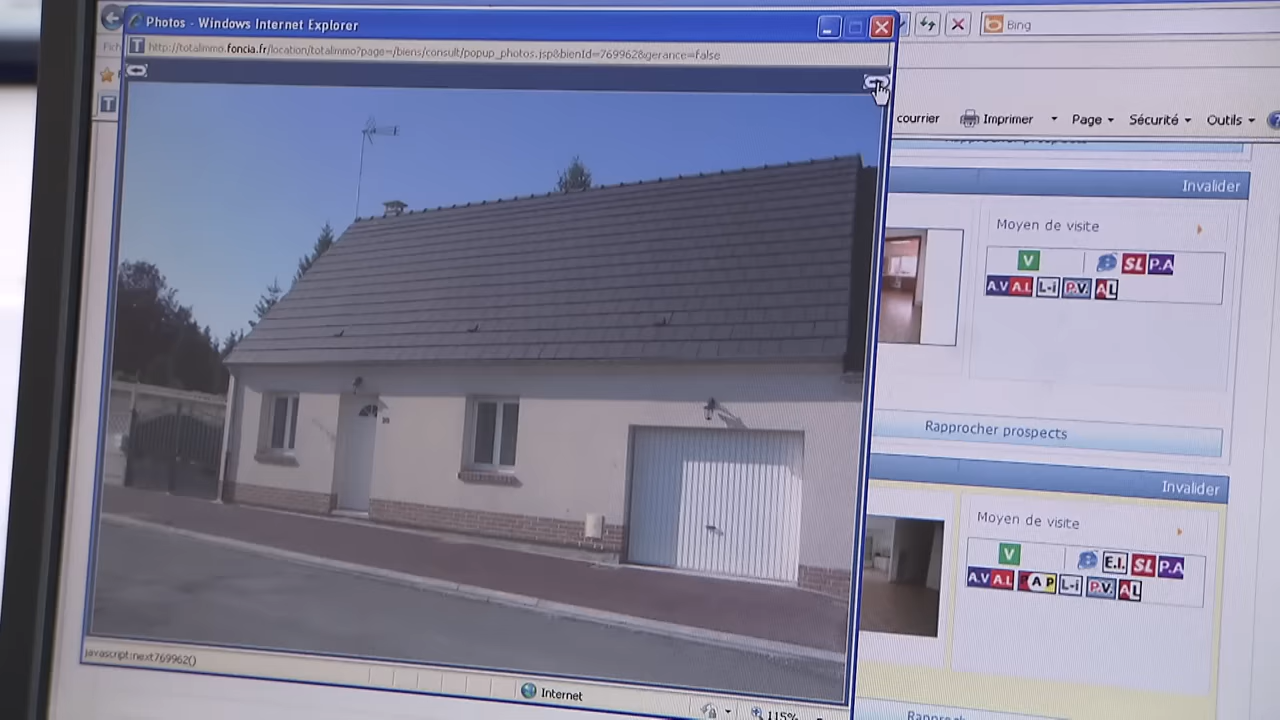 Photos - Windows Internet Explorer
http://totalimmo.foncia.fr/location/totalimmo?page=/biens/consult/popup_photos.jsp&bienId=769962&gerance=false
Bing
Fich
T
T
courrier
Imprimer
Page
Sécurité
Outils
Invalider
Moyen de visite
V
SL P.A
A.V A.L L-i P.V. AL
Rapprocher prospects
Invalider
Moyen de visite
V
E.I. SL P.A
A.V A.L A P L-i P.V. AL
javascript:next769962()
Internet
115%